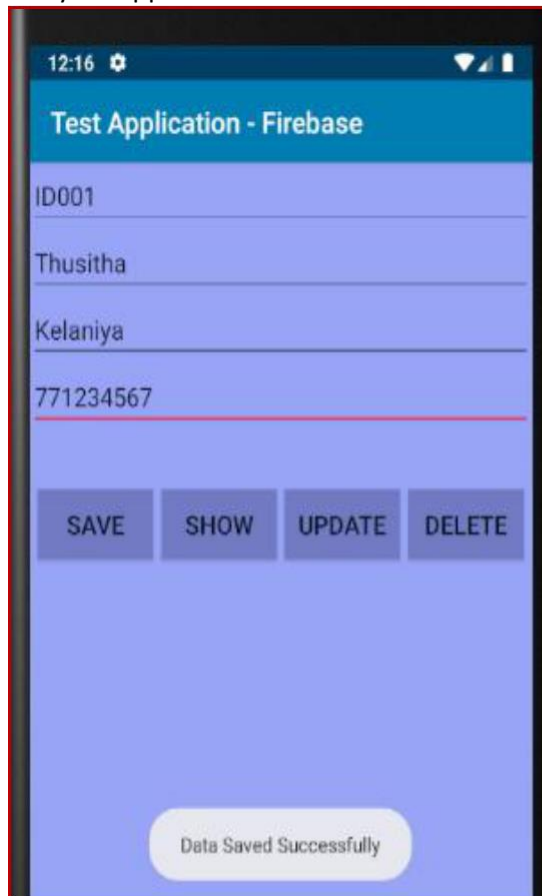 12:16
Test Application - Firebase
ID001
Thusitha
Kelaniya
771234567
SAVE SHOW UPDATE DELETE
Data Saved Successfully